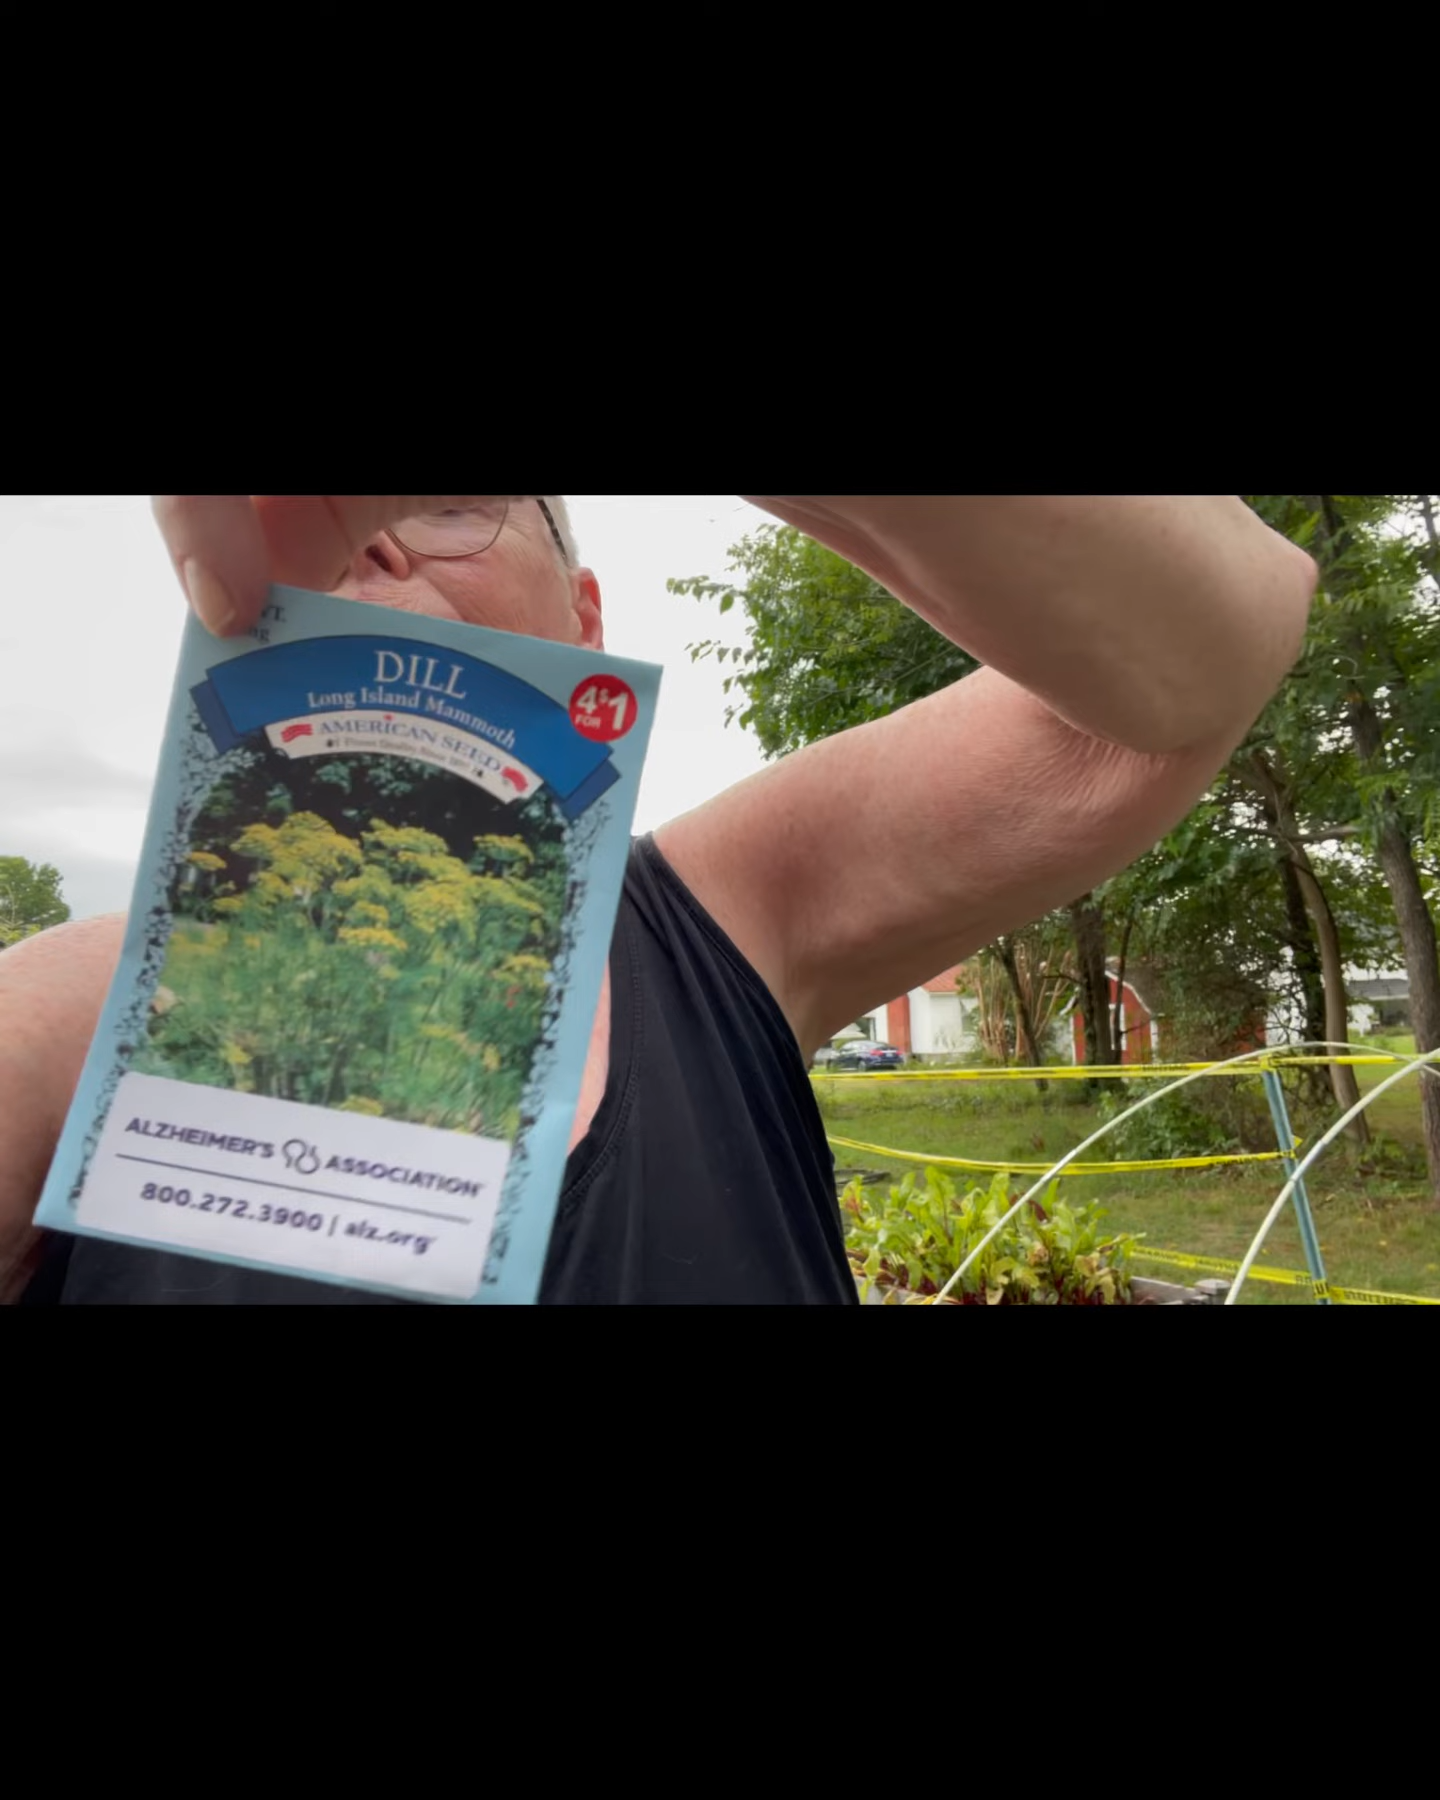 DILL
Long Island Mammoth
4 FOR $1
AMERICAN SEED
ALZHEIMER'S ASSOCIATION
800.272.3900 | alz.org